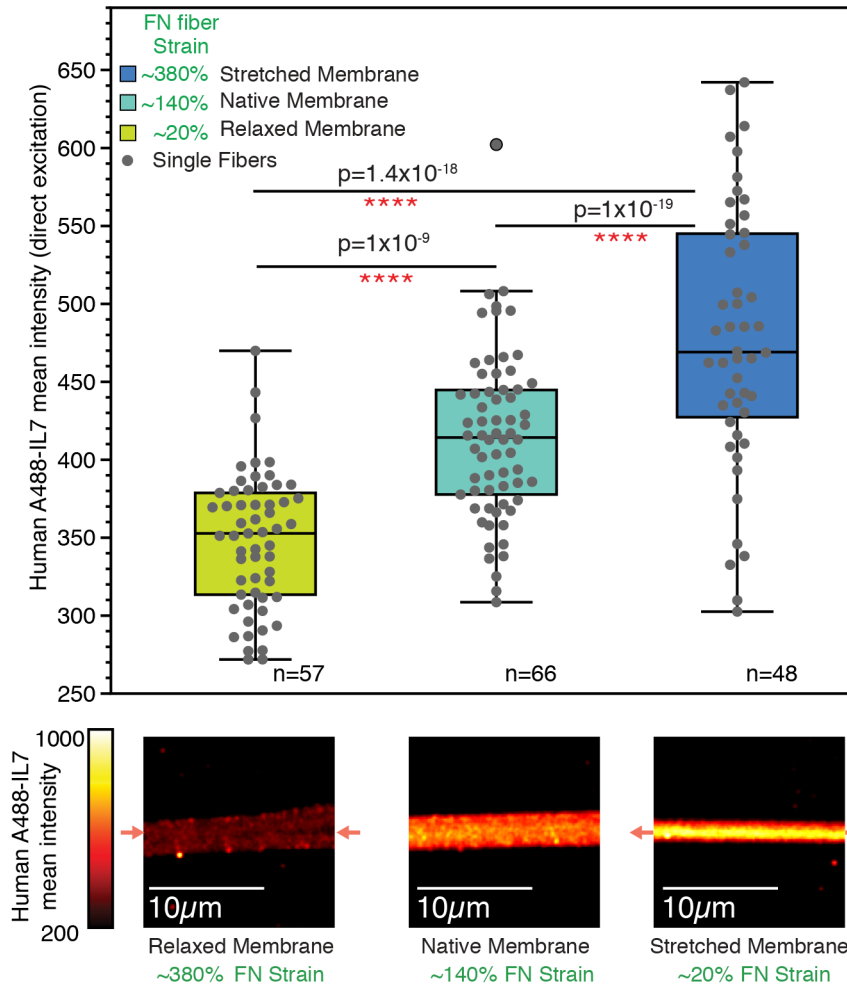 Human A488-IL7 mean intensity (direct excitation)
FN fiber
Strain
~380% Stretched Membrane
~140% Native Membrane
~20% Relaxed Membrane
Single Fibers
650
600
550
500
450
400
350
300
250
p=1.4x10⁻¹⁸
****
p=1x10⁻¹⁹
****
p=1x10⁻⁹
****
n=57
n=66
n=48
Human A488-IL7
mean intensity
1000
200
10µm
10µm
10µm
Relaxed Membrane
~380% FN Strain
Native Membrane
~140% FN Strain
Stretched Membrane
~20% FN Strain